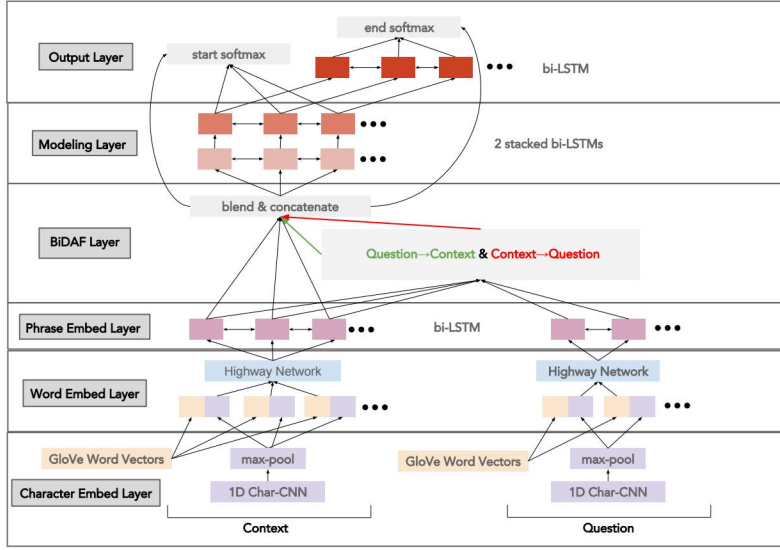 end softmax
start softmax
Output Layer
bi-LSTM
Modeling Layer
2 stacked bi-LSTMs
blend & concatenate
BiDAF Layer
Question→Context & Context→Question
Phrase Embed Layer
bi-LSTM
Highway Network
Highway Network
Word Embed Layer
GloVe Word Vectors
max-pool
GloVe Word Vectors
max-pool
Character Embed Layer
1D Char-CNN
1D Char-CNN
Context
Question